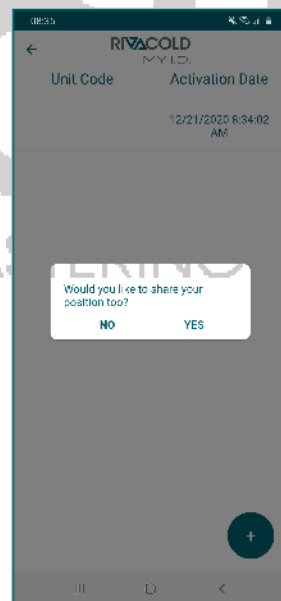 08:35
RIVACOLD
MY I.D.
Unit Code Activation Date
12/21/2020 8:34:02
AM
Would you like to share your
position too?
NO YES
+